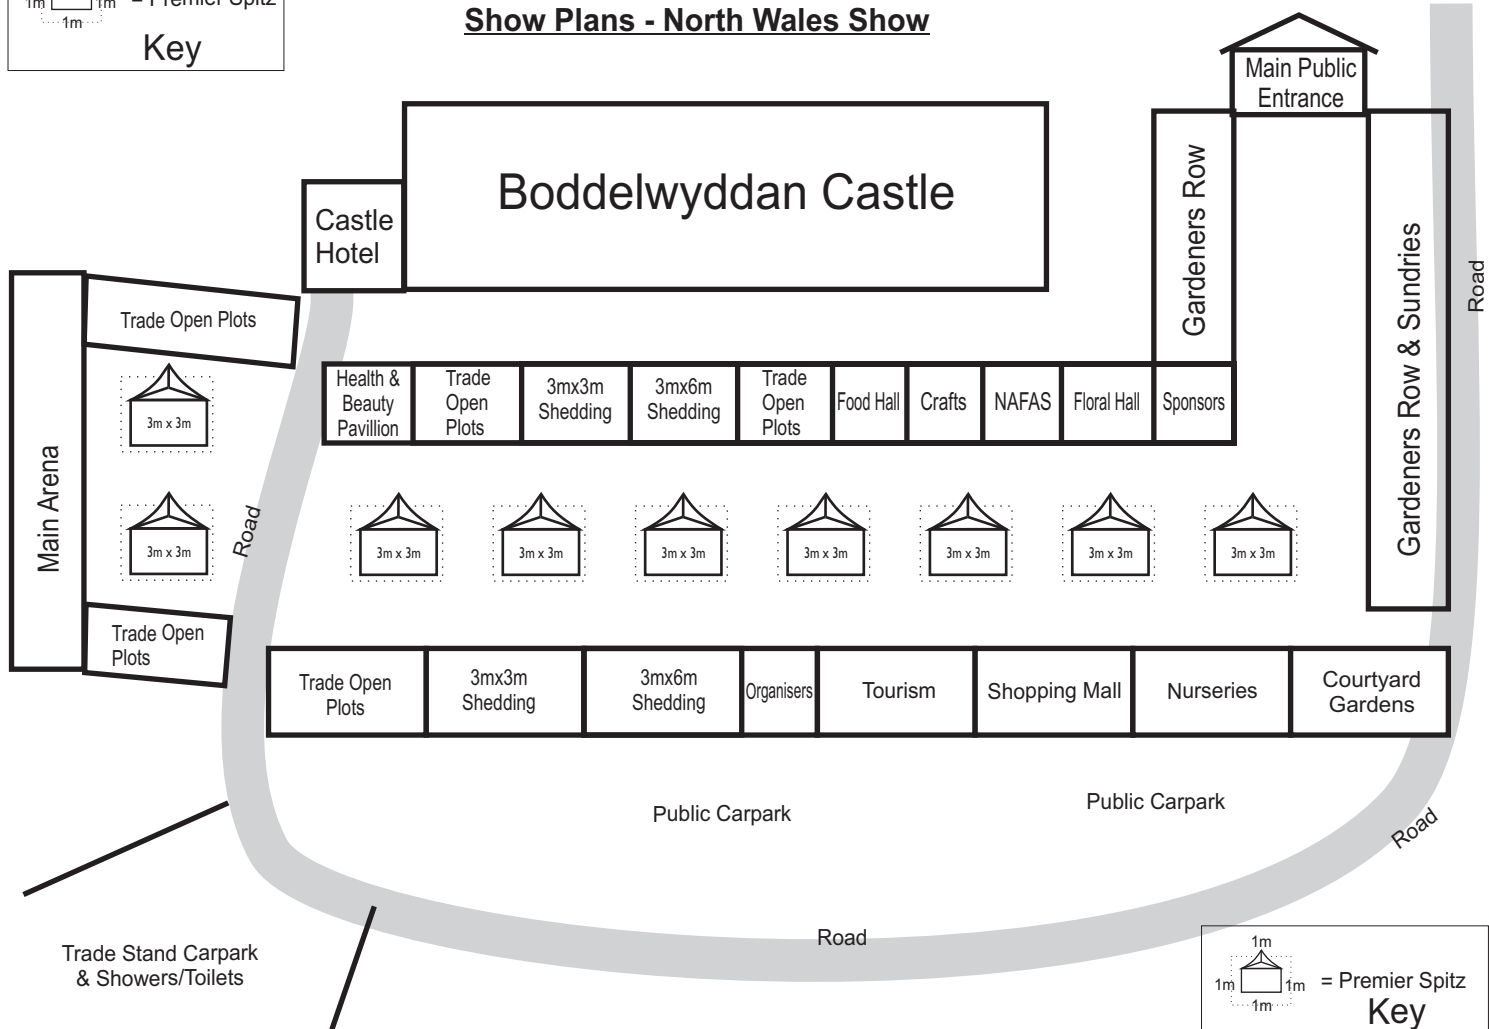 1m
1m
= Premier Spitz
1m
Key
Show Plans - North Wales Show
Main Public
Entrance
Boddelwyddan Castle
Castle
Hotel
Gardeners Row
Gardeners Row & Sundries
Road
Trade Open Plots
Main Arena
3m x 3m
3m x 3m
Road
Trade Open
Plots
Health &
Beauty
Pavillion
Trade
Open
Plots
3mx3m
Shedding
3mx6m
Shedding
Trade
Open
Plots
Food Hall
Crafts
NAFAS
Floral Hall
Sponsors
3m x 3m
3m x 3m
3m x 3m
3m x 3m
3m x 3m
3m x 3m
3m x 3m
Trade Open
Plots
3mx3m
Shedding
3mx6m
Shedding
Organisers
Tourism
Shopping Mall
Nurseries
Courtyard
Gardens
Public Carpark
Public Carpark
Road
Road
Trade Stand Carpark
& Showers/Toilets
1m
1m
1m
= Premier Spitz
1m
Key